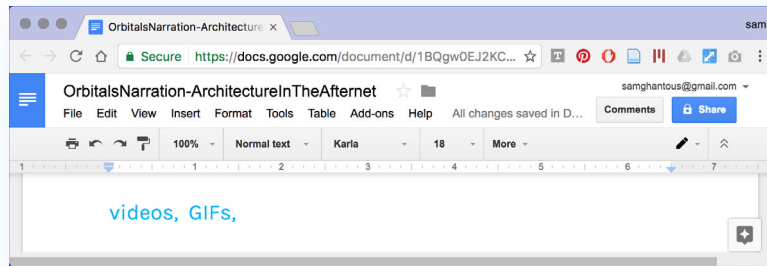 OrbitalsNarration-Architecture
sam
Secure https://docs.google.com/document/d/1BQgw0EJ2KC...
OrbitalsNarration-ArchitectureInTheAfternet
samghantous@gmail.com
File Edit View Insert Format Tools Table Add-ons Help All changes saved in D...
Comments Share
100% Normal text Karla 18 More
1 1 2 3 4 5 6 7
videos, GIFs,